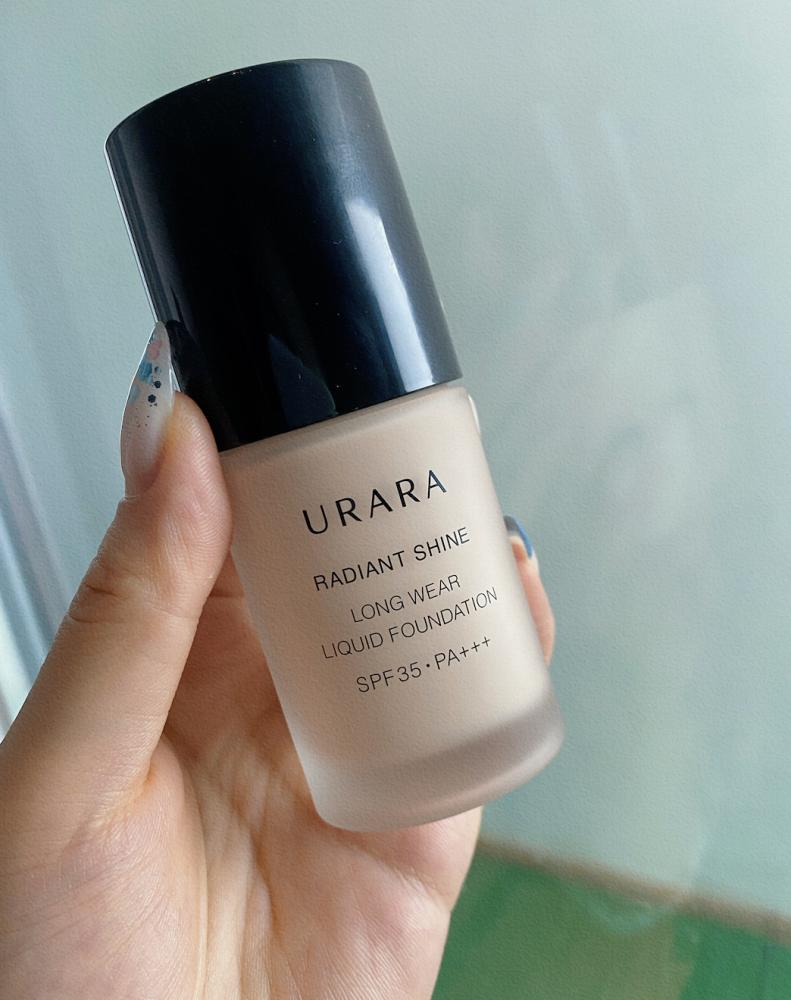 URARA
RADIANT SHINE
LONG WEAR
LIQUID FOUNDATION
SPF35・PA+++